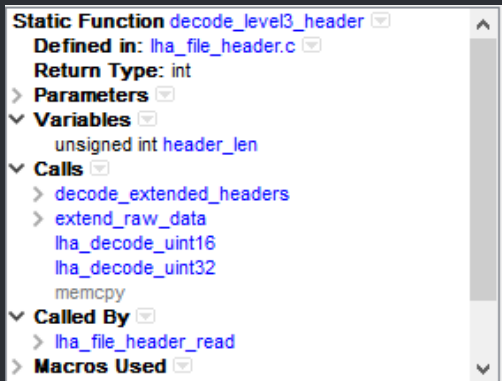 Static Function decode_level3_header
Defined in: lha_file_header.c
Return Type: int
Parameters
Variables
unsigned int header_len
Calls
decode_extended_headers
extend_raw_data
lha_decode_uint16
lha_decode_uint32
memcpy
Called By
lha_file_header_read
Macros Used